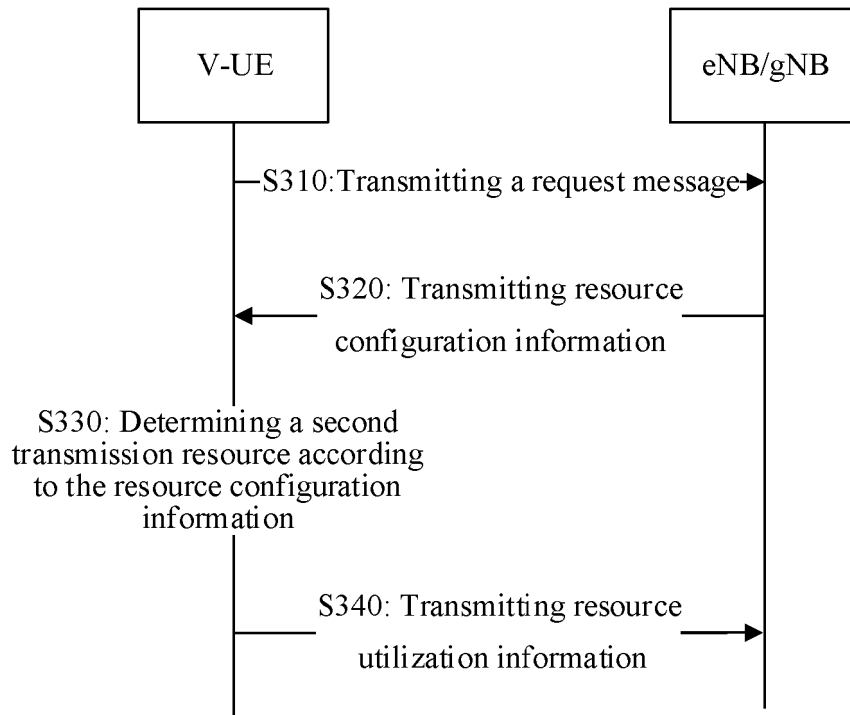 V-UE
eNB/gNB
S310:Transmitting a request message
S320: Transmitting resource
configuration information
S330: Determining a second
transmission resource according
to the resource configuration
information
S340: Transmitting resource
utilization information